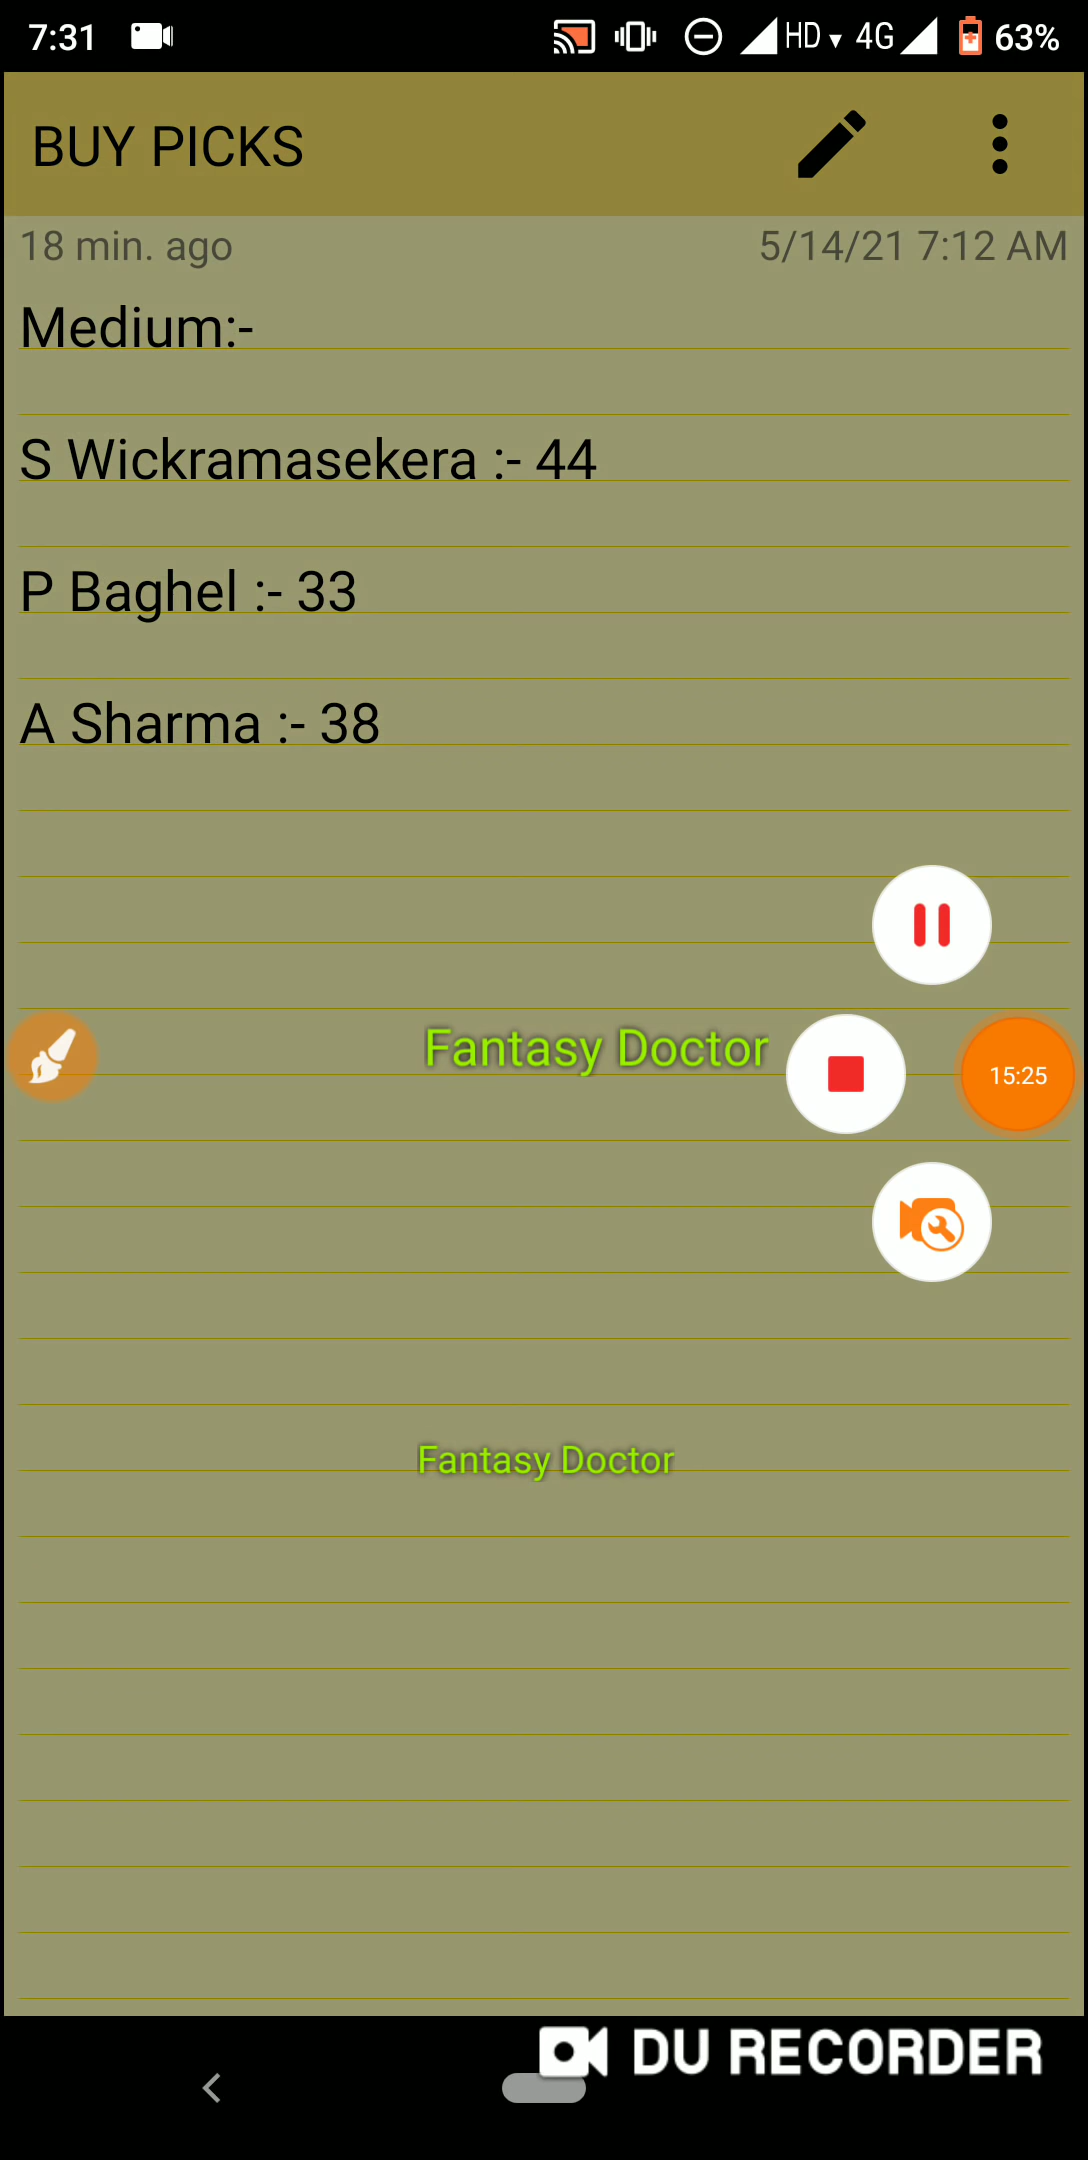 7:31 HD 4G 63%
BUY PICKS
18 min. ago 5/14/21 7:12 AM
Medium:-
S Wickramasekera :- 44
P Baghel :- 33
A Sharma :- 38
Fantasy Doctor
15:25
Fantasy Doctor
DU RECORDER